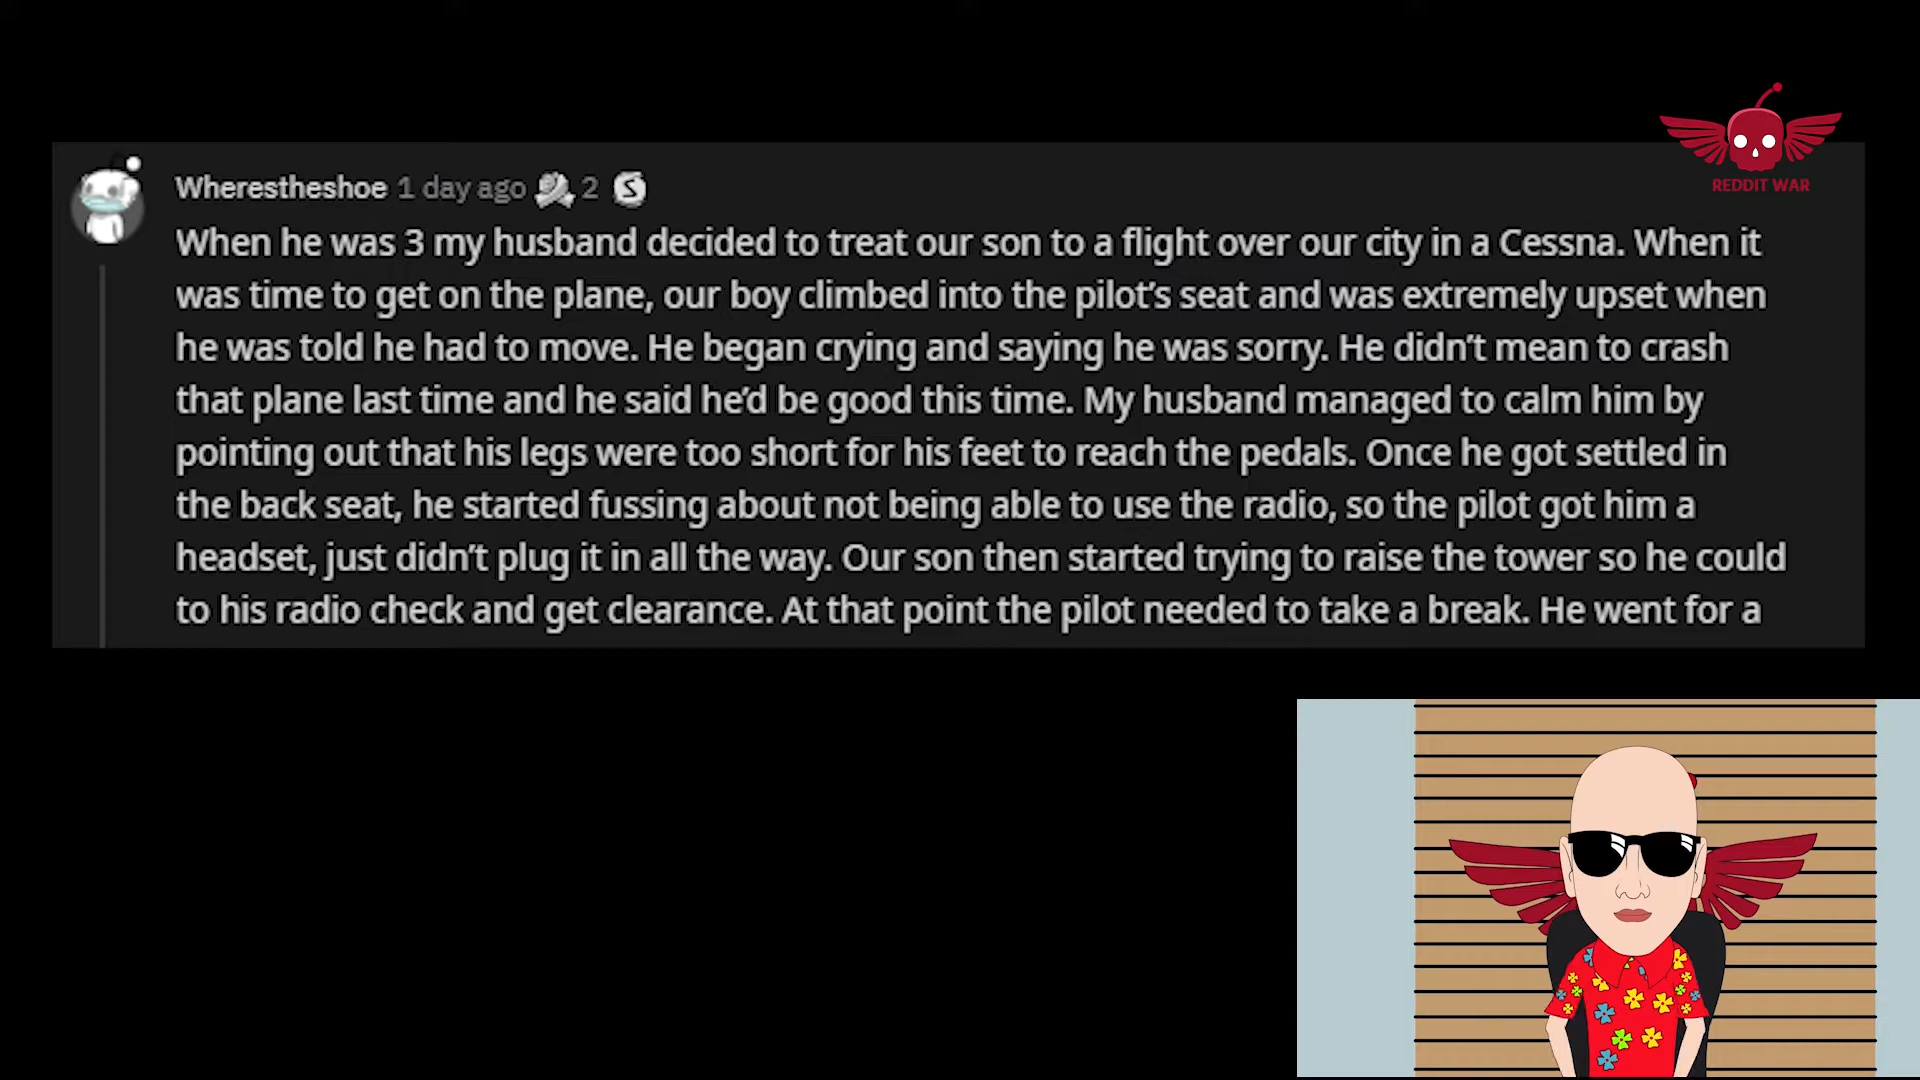 REDDIT WAR
Wherestheshoe 1 day ago 2 S
When he was 3 my husband decided to treat our son to a flight over our city in a Cessna. When it
was time to get on the plane, our boy climbed into the pilot’s seat and was extremely upset when
he was told he had to move. He began crying and saying he was sorry. He didn’t mean to crash
that plane last time and he said he’d be good this time. My husband managed to calm him by
pointing out that his legs were too short for his feet to reach the pedals. Once he got settled in
the back seat, he started fussing about not being able to use the radio, so the pilot got him a
headset, just didn’t plug it in all the way. Our son then started trying to raise the tower so he could
to his radio check and get clearance. At that point the pilot needed to take a break. He went for a